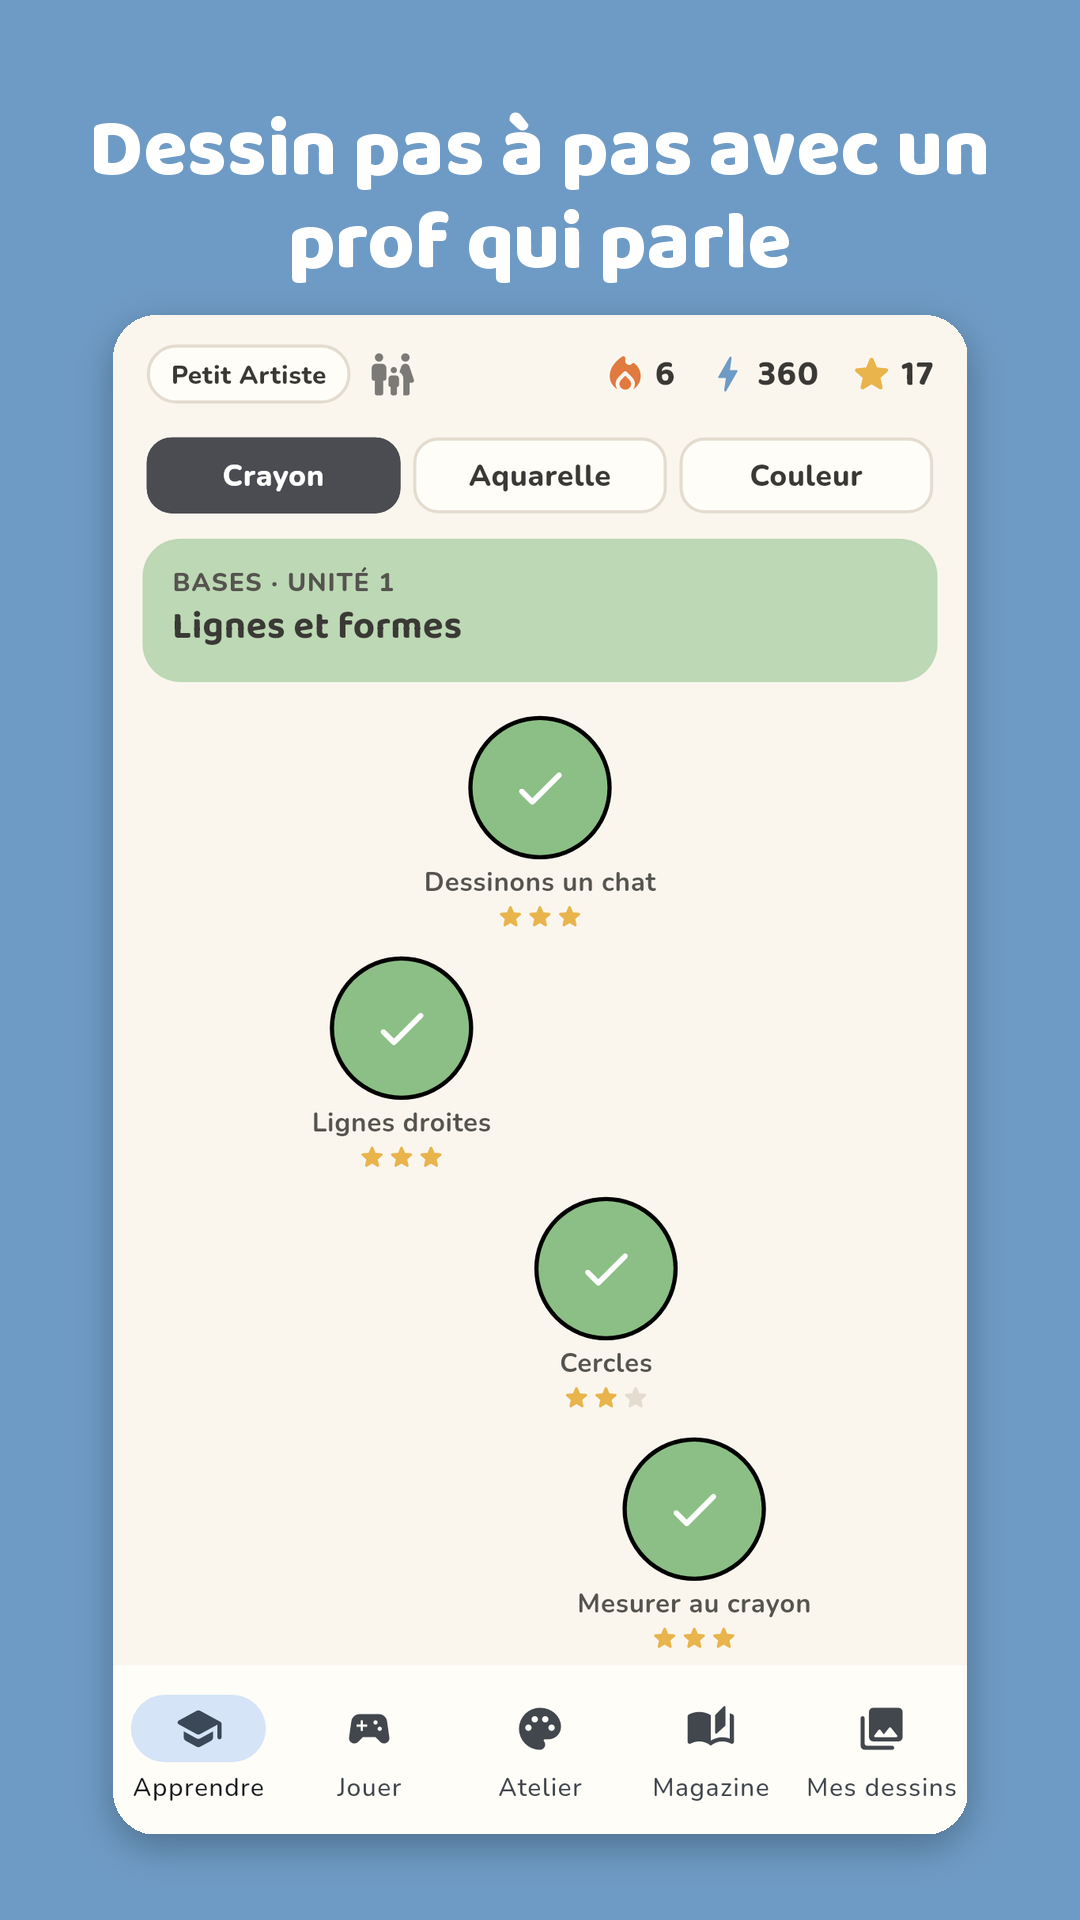 Dessin pas à pas avec un
prof qui parle
Petit Artiste
6
360
17
Crayon
Aquarelle
Couleur
BASES · UNITÉ 1
Lignes et formes
Dessinons un chat
Lignes droites
Cercles
Mesurer au crayon
Apprendre
Jouer
Atelier
Magazine
Mes dessins